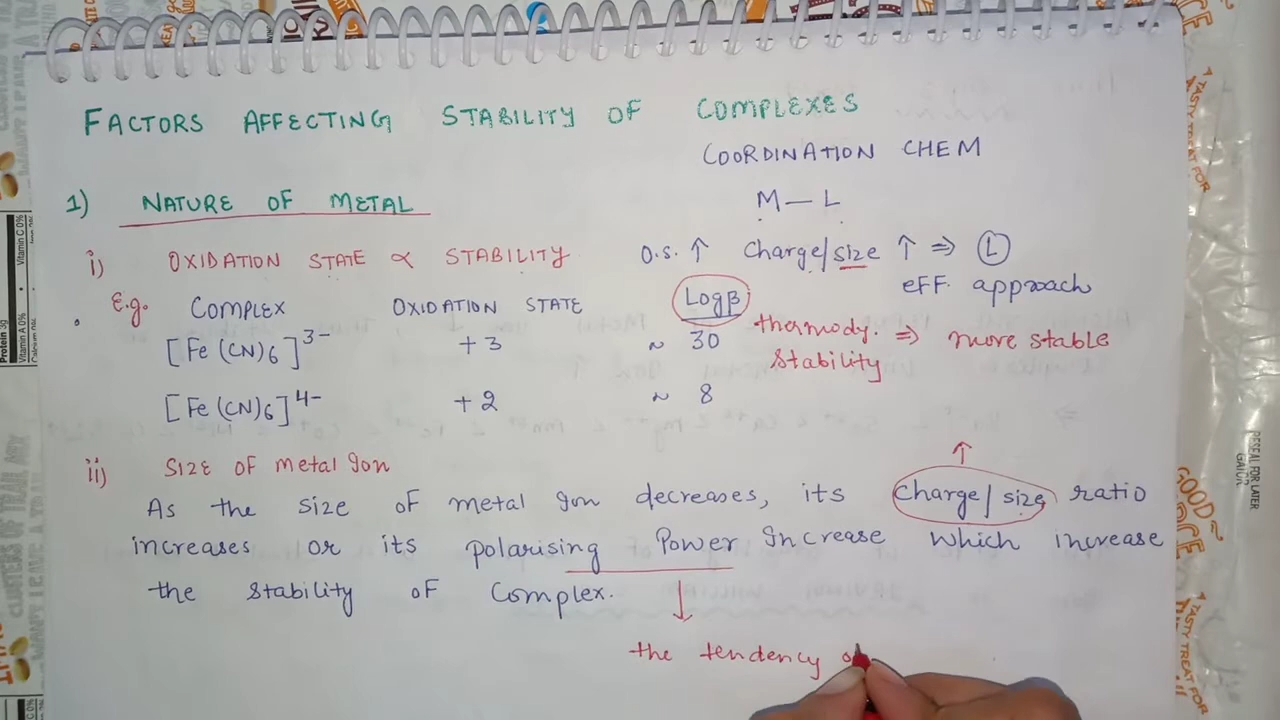 FACTORS AFFECTING STABILITY OF COMPLEXES
COORDINATION CHEM
1) NATURE OF METAL
M — L
i) OXIDATION STATE ∝ STABILITY
O.S. ↑ Charge/size ↑ ⇒ Ⓛ
eff. approach
E.g. COMPLEX OXIDATION STATE Logβ
[Fe(CN)6]3- +3 ~ 30
thermody. ⇒ more stable
stability
[Fe(CN)6]4- +2 ~ 8
ii) SIZE OF metal Ion
As the size of metal Ion decreases, its charge/size ratio
increases or its polarising Power Increase which increase
the stability of Complex.
the tendency